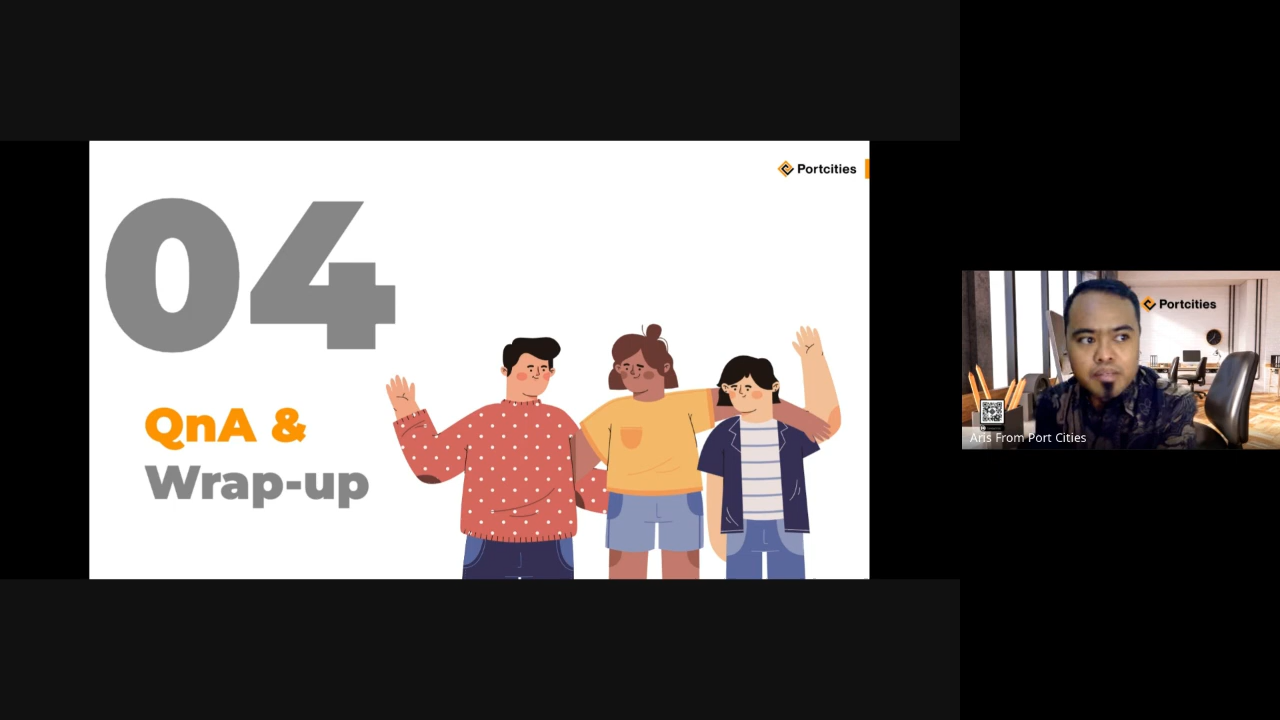 Portcities
04
QnA &
Wrap-up
Portcities
Aris From Port Cities